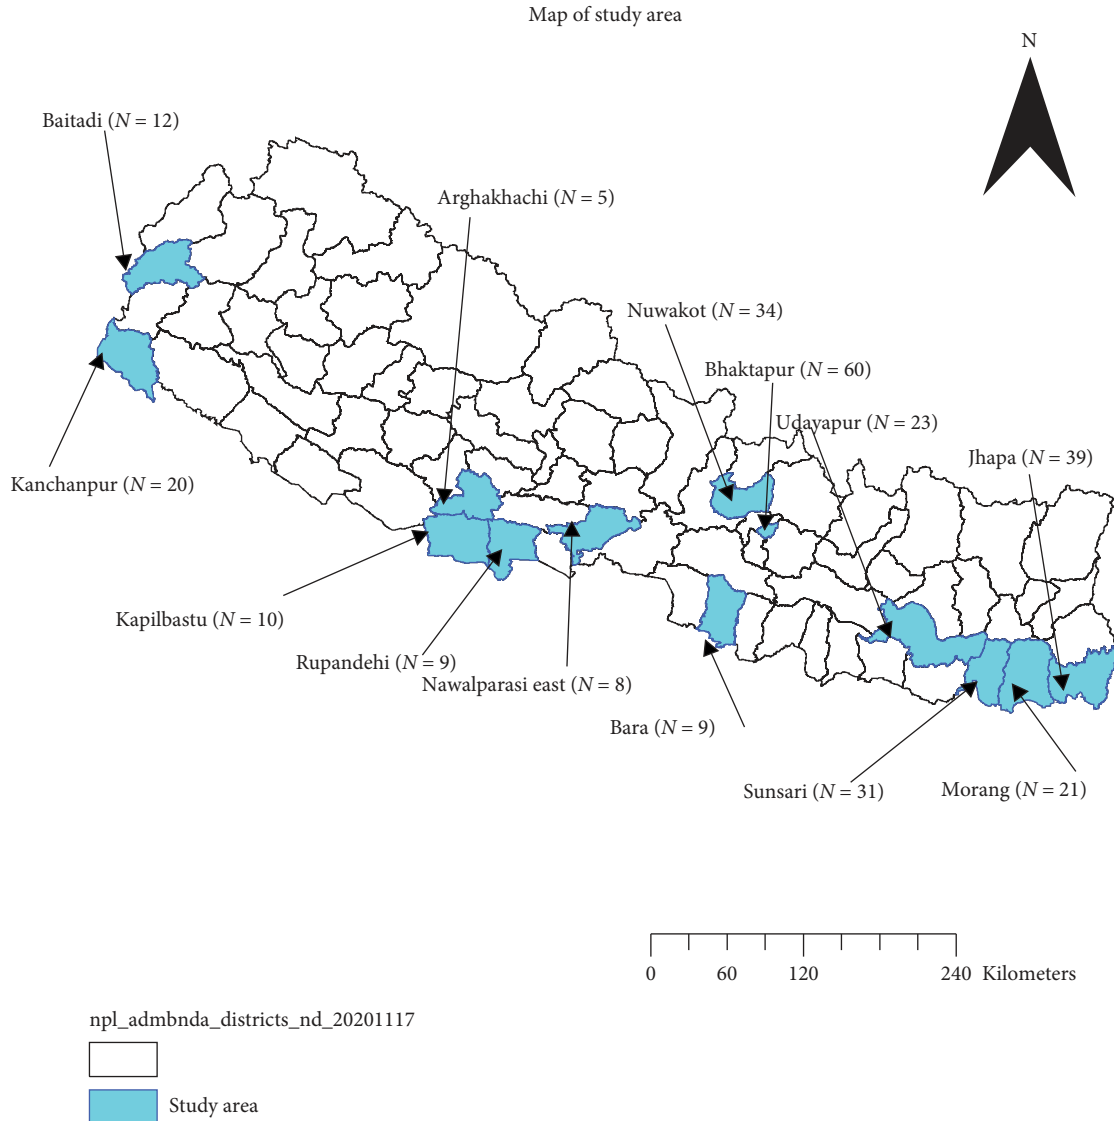 Map of study area
N
Baitadi (N = 12)
Arghakhachi (N = 5)
Nuwakot (N = 34)
Bhaktapur (N = 60)
Udayapur (N = 23)
Jhapa (N = 39)
Kanchanpur (N = 20)
Kapilbastu (N = 10)
Rupandehi (N = 9)
Nawalparasi east (N = 8)
Bara (N = 9)
Sunsari (N = 31)
Morang (N = 21)
0 60 120 240 Kilometers
npl_admbnda_districts_nd_20201117
Study area